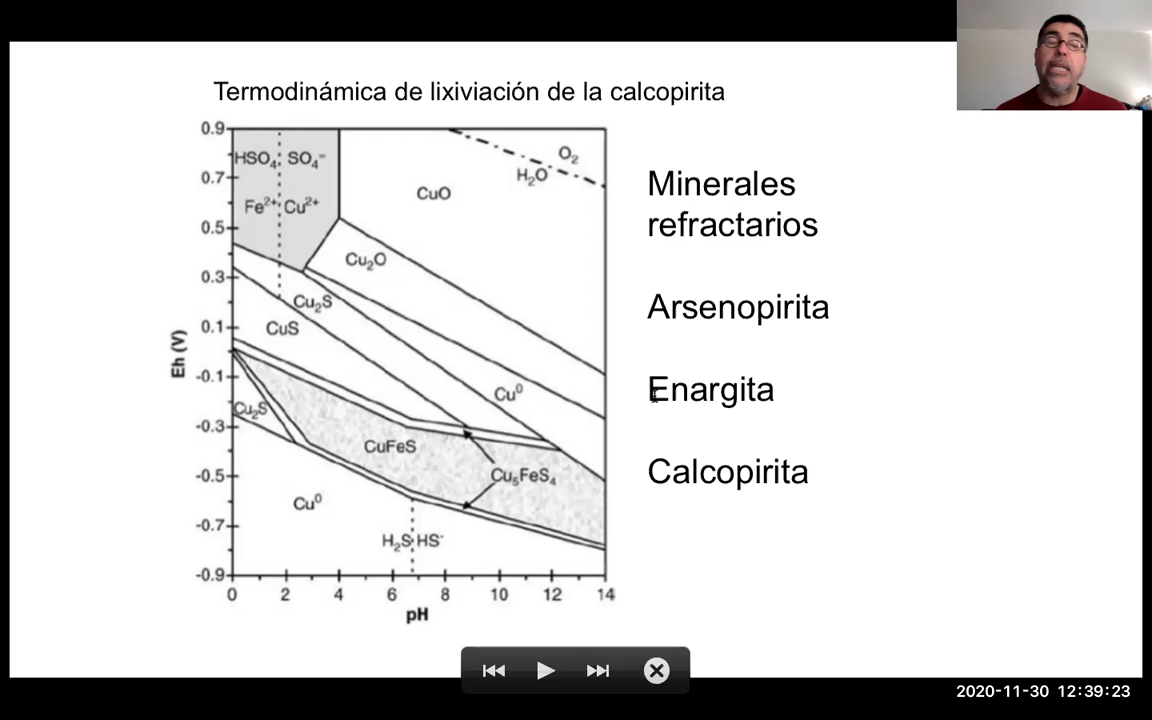 Termodinámica de lixiviación de la calcopirita
0.9
0.7
0.5
0.3
0.1
-0.1
-0.3
-0.5
-0.7
-0.9
Eh (V)
HSO₄⁻ SO₄⁼
Fe²⁺ Cu²⁺
CuO
O₂
H₂O
Cu₂O
Cu₂S
CuS
Cu⁰
Cu₂S
CuFeS
Cu₅FeS₄
Cu⁰
H₂S HS⁻
0 2 4 6 8 10 12 14
pH
Minerales
refractarios
Arsenopirita
Enargita
Calcopirita
2020-11-30 12:39:23